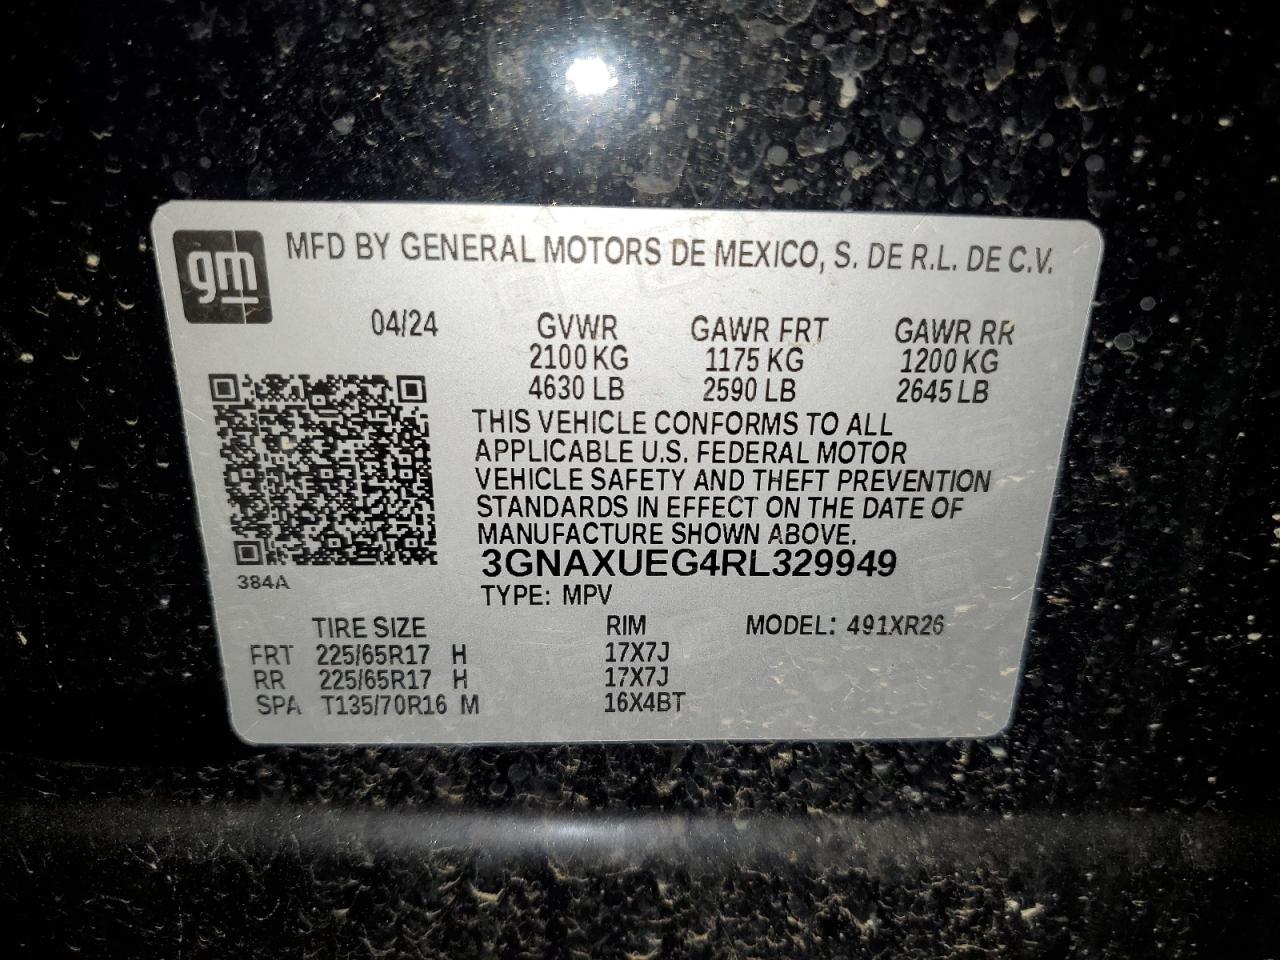 gm
MFD BY GENERAL MOTORS DE MEXICO, S. DE R.L. DE C.V.
04/24 GVWR GAWR FRT GAWR RR
2100 KG 1175 KG 1200 KG
4630 LB 2590 LB 2645 LB
THIS VEHICLE CONFORMS TO ALL
APPLICABLE U.S. FEDERAL MOTOR
VEHICLE SAFETY AND THEFT PREVENTION
STANDARDS IN EFFECT ON THE DATE OF
MANUFACTURE SHOWN ABOVE.
3GNAXUEG4RL329949
384A
TYPE: MPV
TIRE SIZE RIM MODEL: 491XR26
FRT 225/65R17 H 17X7J
RR 225/65R17 H 17X7J
SPA T135/70R16 M 16X4BT